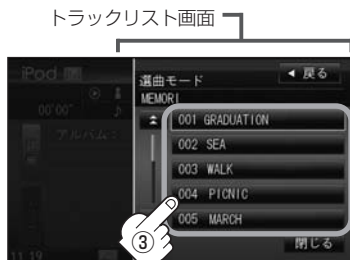 トラックリスト画面
iPod
選曲モード
◀ 戻る
MEMORI
00'00"
001 GRADUATION
アルバム:
002 SEA
003 WALK
004 PICNIC
③
005 MARCH
閉じる
11:19